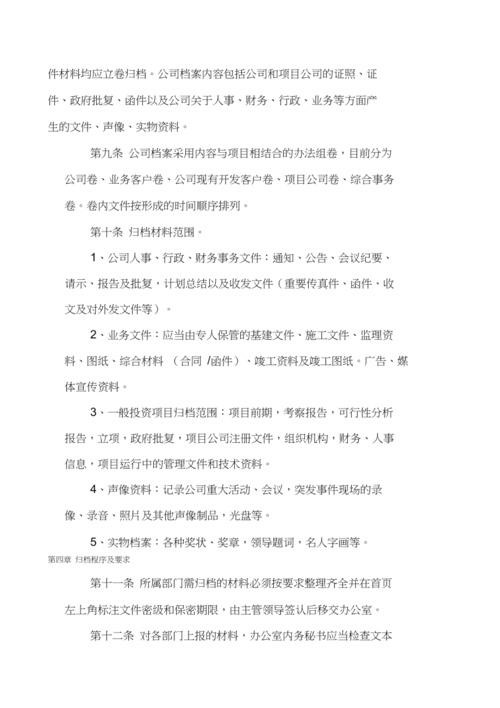 件材料均应立卷归档。公司档案内容包括公司和项目公司的证照、证
件、政府批复、函件以及公司关于人事、财务、行政、业务等方面产
生的文件、声像、实物资料。
第九条 公司档案采用内容与项目相结合的办法组卷，目前分为
公司卷、业务客户卷、公司现有开发客户卷、项目公司卷、综合事务
卷。卷内文件按形成的时间顺序排列。
第十条 归档材料范围。
1、公司人事、行政、财务事务文件：通知、公告、会议纪要、
请示、报告及批复，计划总结以及收发文件（重要传真件、函件、收
文及对外发文件等）。
2、业务文件：应当由专人保管的基建文件、施工文件、监理资
料、图纸、综合材料 （合同 /函件）、竣工资料及竣工图纸。广告、媒
体宣传资料。
3、一般投资项目归档范围：项目前期，考察报告，可行性分析
报告，立项，政府批复，项目公司注册文件，组织机构，财务、人事
信息，项目运行中的管理文件和技术资料。
4、声像资料：记录公司重大活动、会议，突发事件现场的录
像、录音、照片及其他声像制品，光盘等。
5、实物档案：各种奖状、奖章，领导题词，名人字画等。
第四章 归档程序及要求
第十一条 所属部门需归档的材料必须按要求整理齐全并在首页
左上角标注文件密级和保密期限，由主管领导签认后移交办公室。
第十二条 对各部门上报的材料，办公室内务秘书应当检查文本